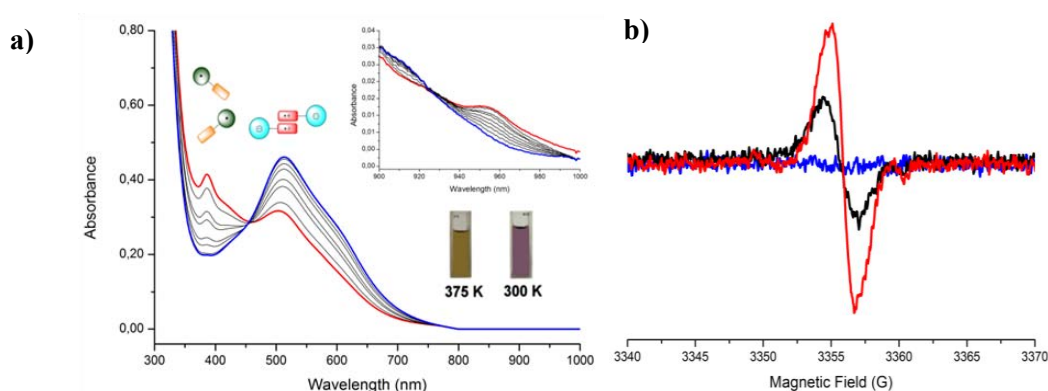 a)
Absorbance
0,80
0,60
0,40
0,20
0,00
300 400 500 600 700 800 900 1000
Wavelength (nm)
Absorbance
0,04
0,03
0,03
0,02
0,02
0,01
0,01
0,00
0,00
900 920 940 960 980 1000
Wavelength (nm)
375 K 300 K
b)
3340 3350 3355 3360 3365 3370
Magnetic Field (G)